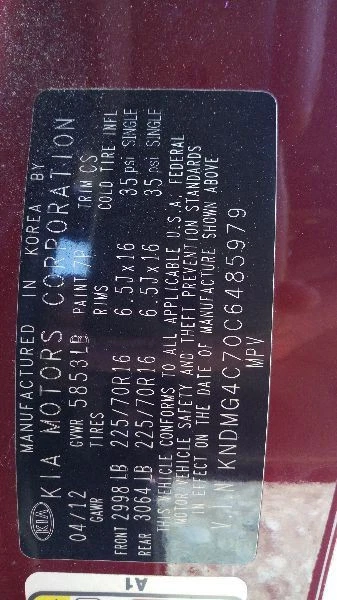 MANUFACTURED IN KOREA BY
KIA KIA MOTORS CORPORATION
04/12 GVWR 5853LB PAINT 7P TRIM CS
GAWR TIRES RIMS COLD TIRE INFL
FRONT 2998LB 225/70R16 6.5Jx16 35psi SINGLE
REAR 3064LB 225/70R16 6.5Jx16 35psi SINGLE
THIS VEHICLE CONFORMS TO ALL APPLICABLE U.S.A. FEDERAL
MOTOR VEHICLE SAFETY AND THEFT PREVENTION STANDARDS
IN EFFECT ON THE DATE OF MANUFACTURE SHOWN ABOVE
V.I.N KNDMG4C70C6485979
MPV
A1